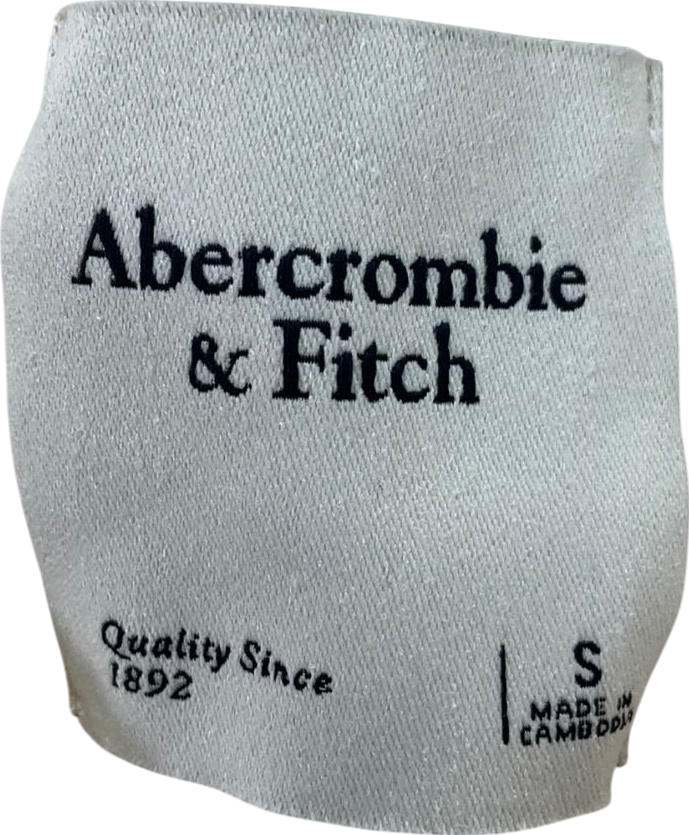 Abercrombie
& Fitch
Quality Since
1892
S
MADE IN
CAMBODIA